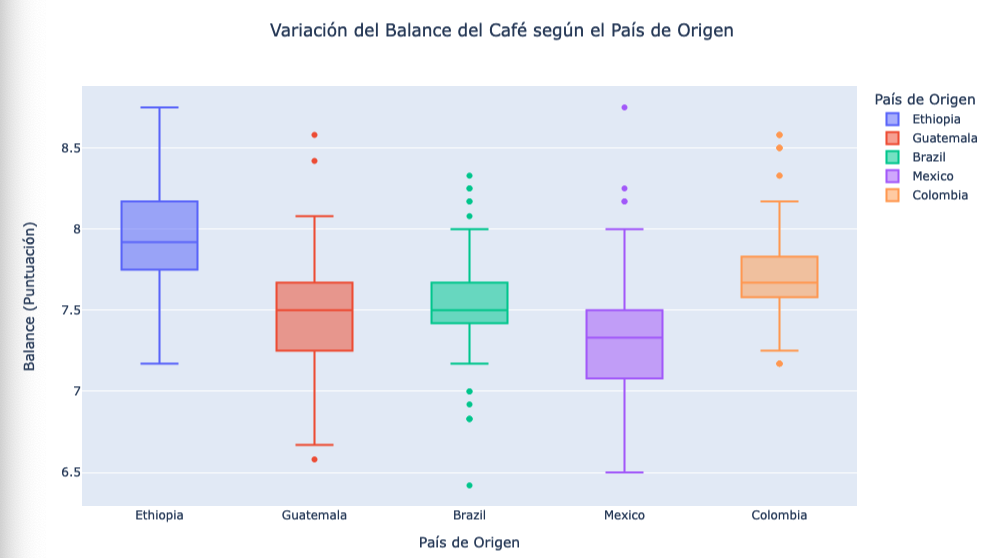 Variación del Balance del Café según el País de Origen
País de Origen
Ethiopia
Guatemala
Brazil
Mexico
Colombia
Balance (Puntuación)
8.5
8
7.5
7
6.5
Ethiopia
Guatemala
Brazil
Mexico
Colombia
País de Origen